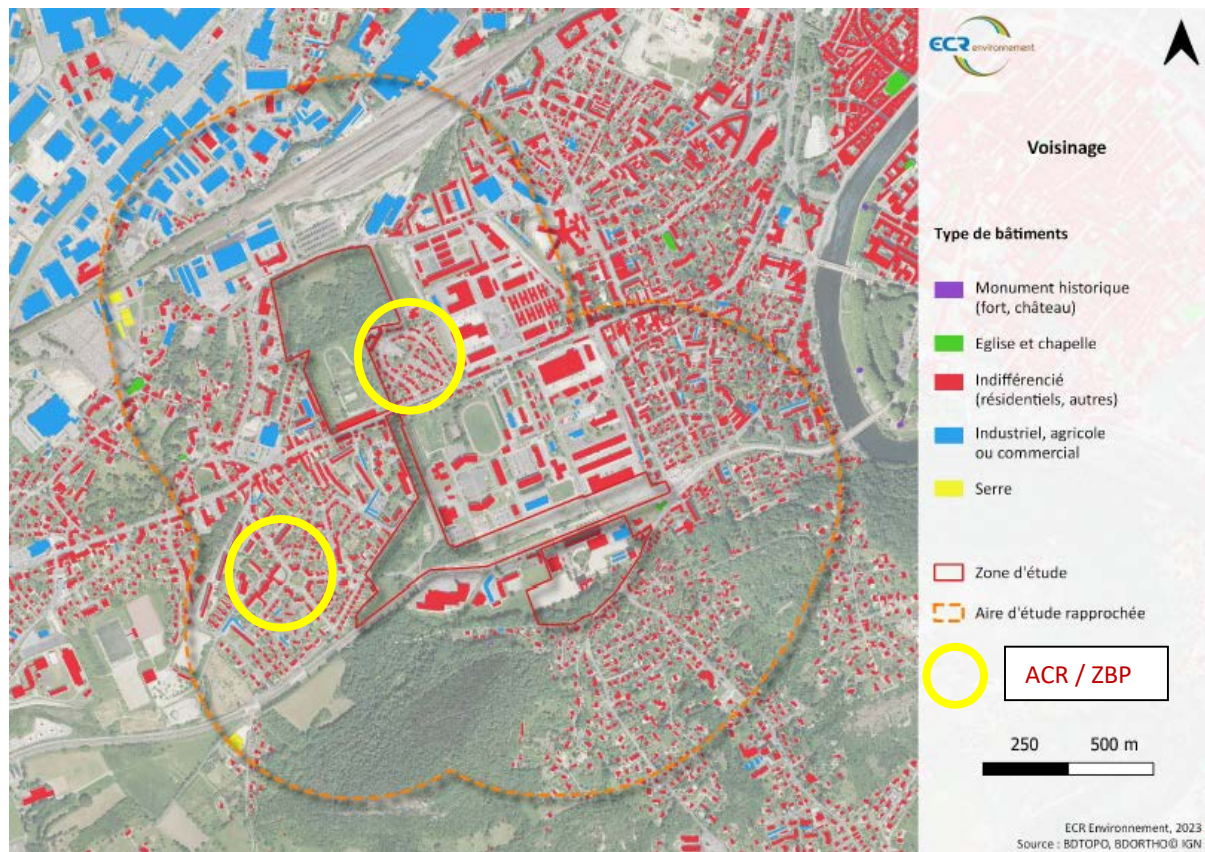 ECR environnement
Voisinage
Type de bâtiments
Monument historique
(fort, château)
Eglise et chapelle
Indifférencié
(résidentiels, autres)
Industriel, agricole
ou commercial
Serre
Zone d'étude
Aire d'étude rapprochée
ACR / ZBP
250 500 m
ECR Environnement, 2023
Source : BDTOPO, BDORTHO© IGN